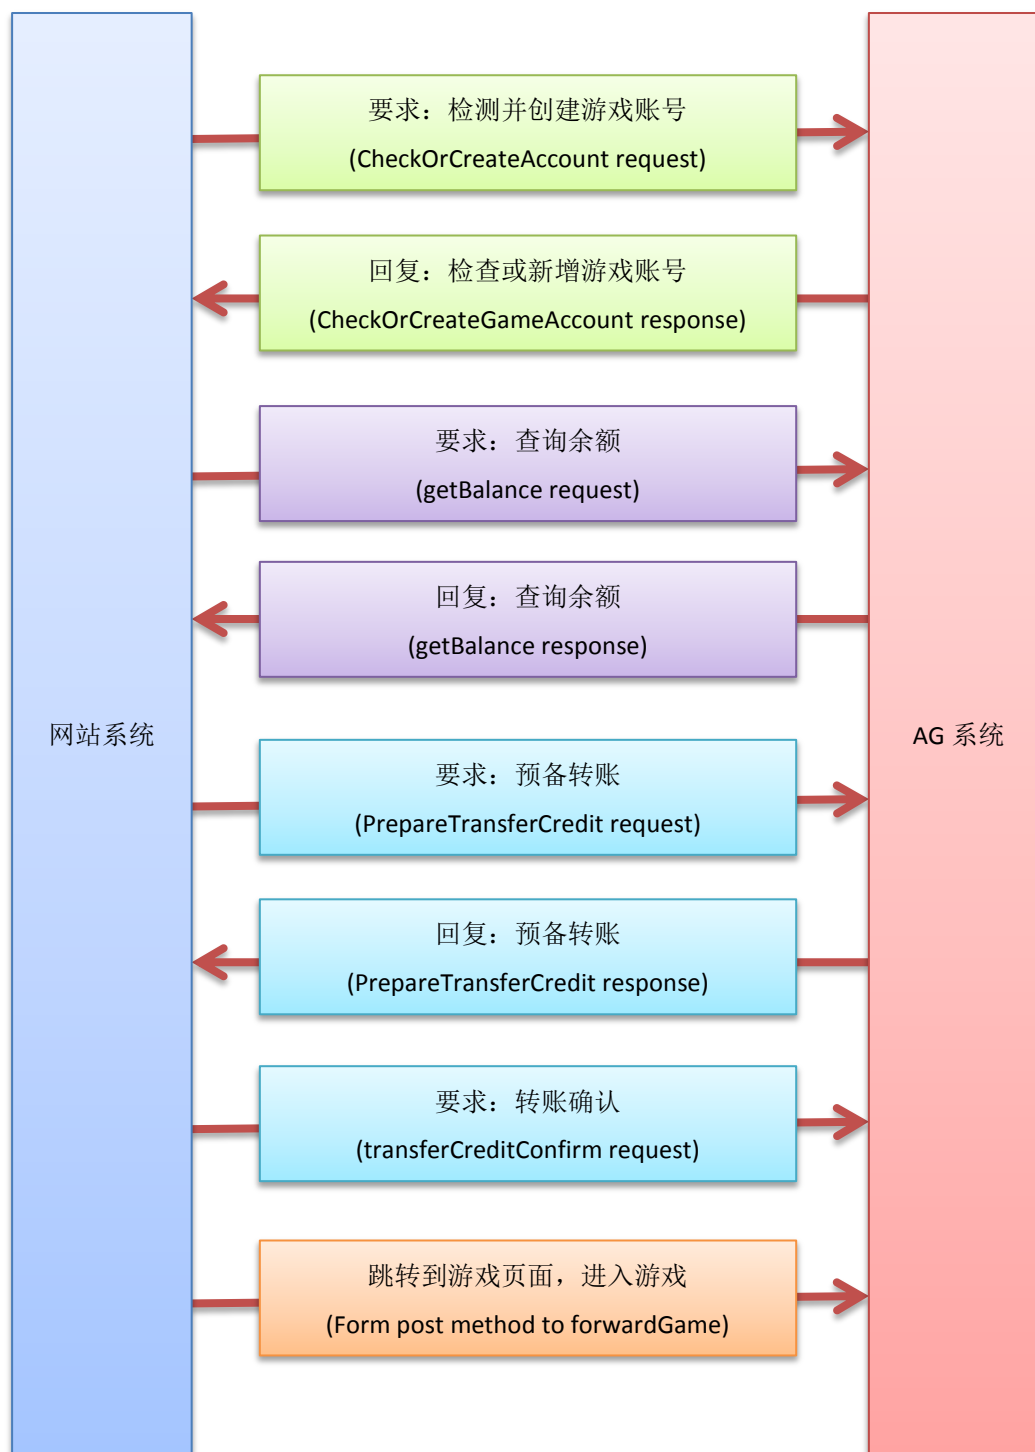 要求：检测并创建游戏账号
(CheckOrCreateAccount request)
回复：检查或新增游戏账号
(CheckOrCreateGameAccount response)
要求：查询余额
(getBalance request)
回复：查询余额
(getBalance response)
网站系统
AG 系统
要求：预备转账
(PrepareTransferCredit request)
回复：预备转账
(PrepareTransferCredit response)
要求：转账确认
(transferCreditConfirm request)
跳转到游戏页面，进入游戏
(Form post method to forwardGame)